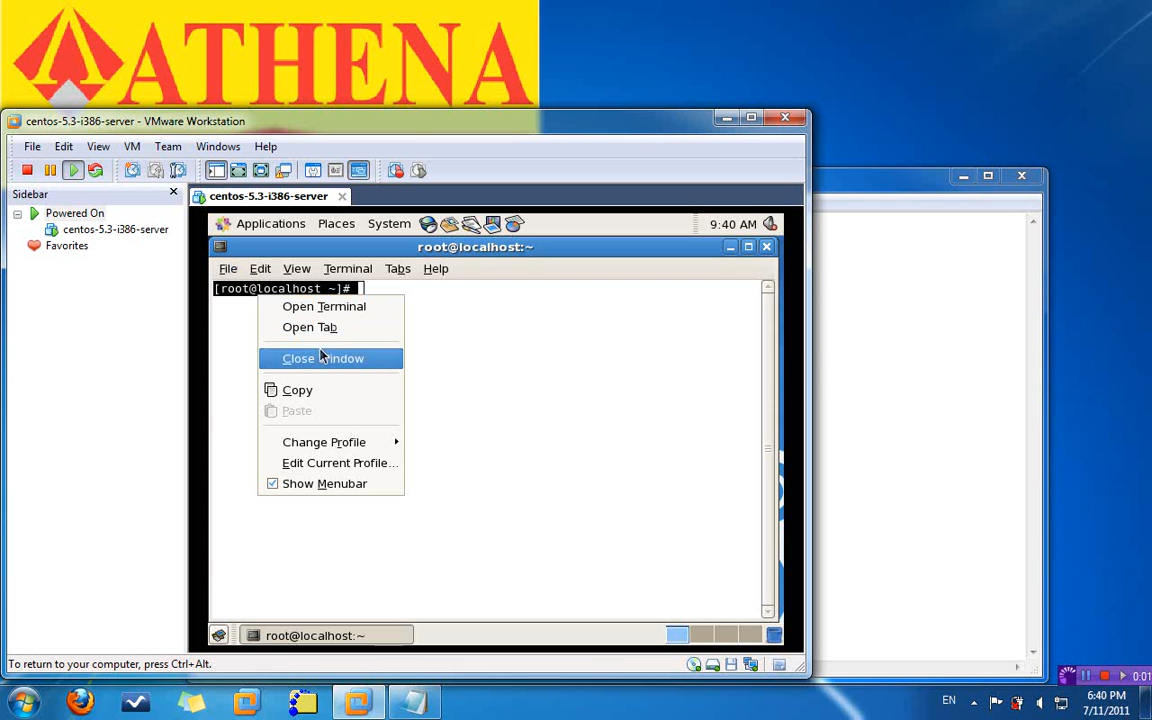 ATHENA
centos-5.3-i386-server - VMware Workstation
File Edit View VM Team Windows Help
Sidebar
Powered On
centos-5.3-i386-server
Favorites
centos-5.3-i386-server
Applications Places System 9:40 AM
root@localhost:~
File Edit View Terminal Tabs Help
[root@localhost ~]#
Open Terminal
Open Tab
Close Window
Copy
Paste
Change Profile
Edit Current Profile...
Show Menubar
root@localhost:~
To return to your computer, press Ctrl+Alt.
0:01
EN
6:40 PM
7/11/2011